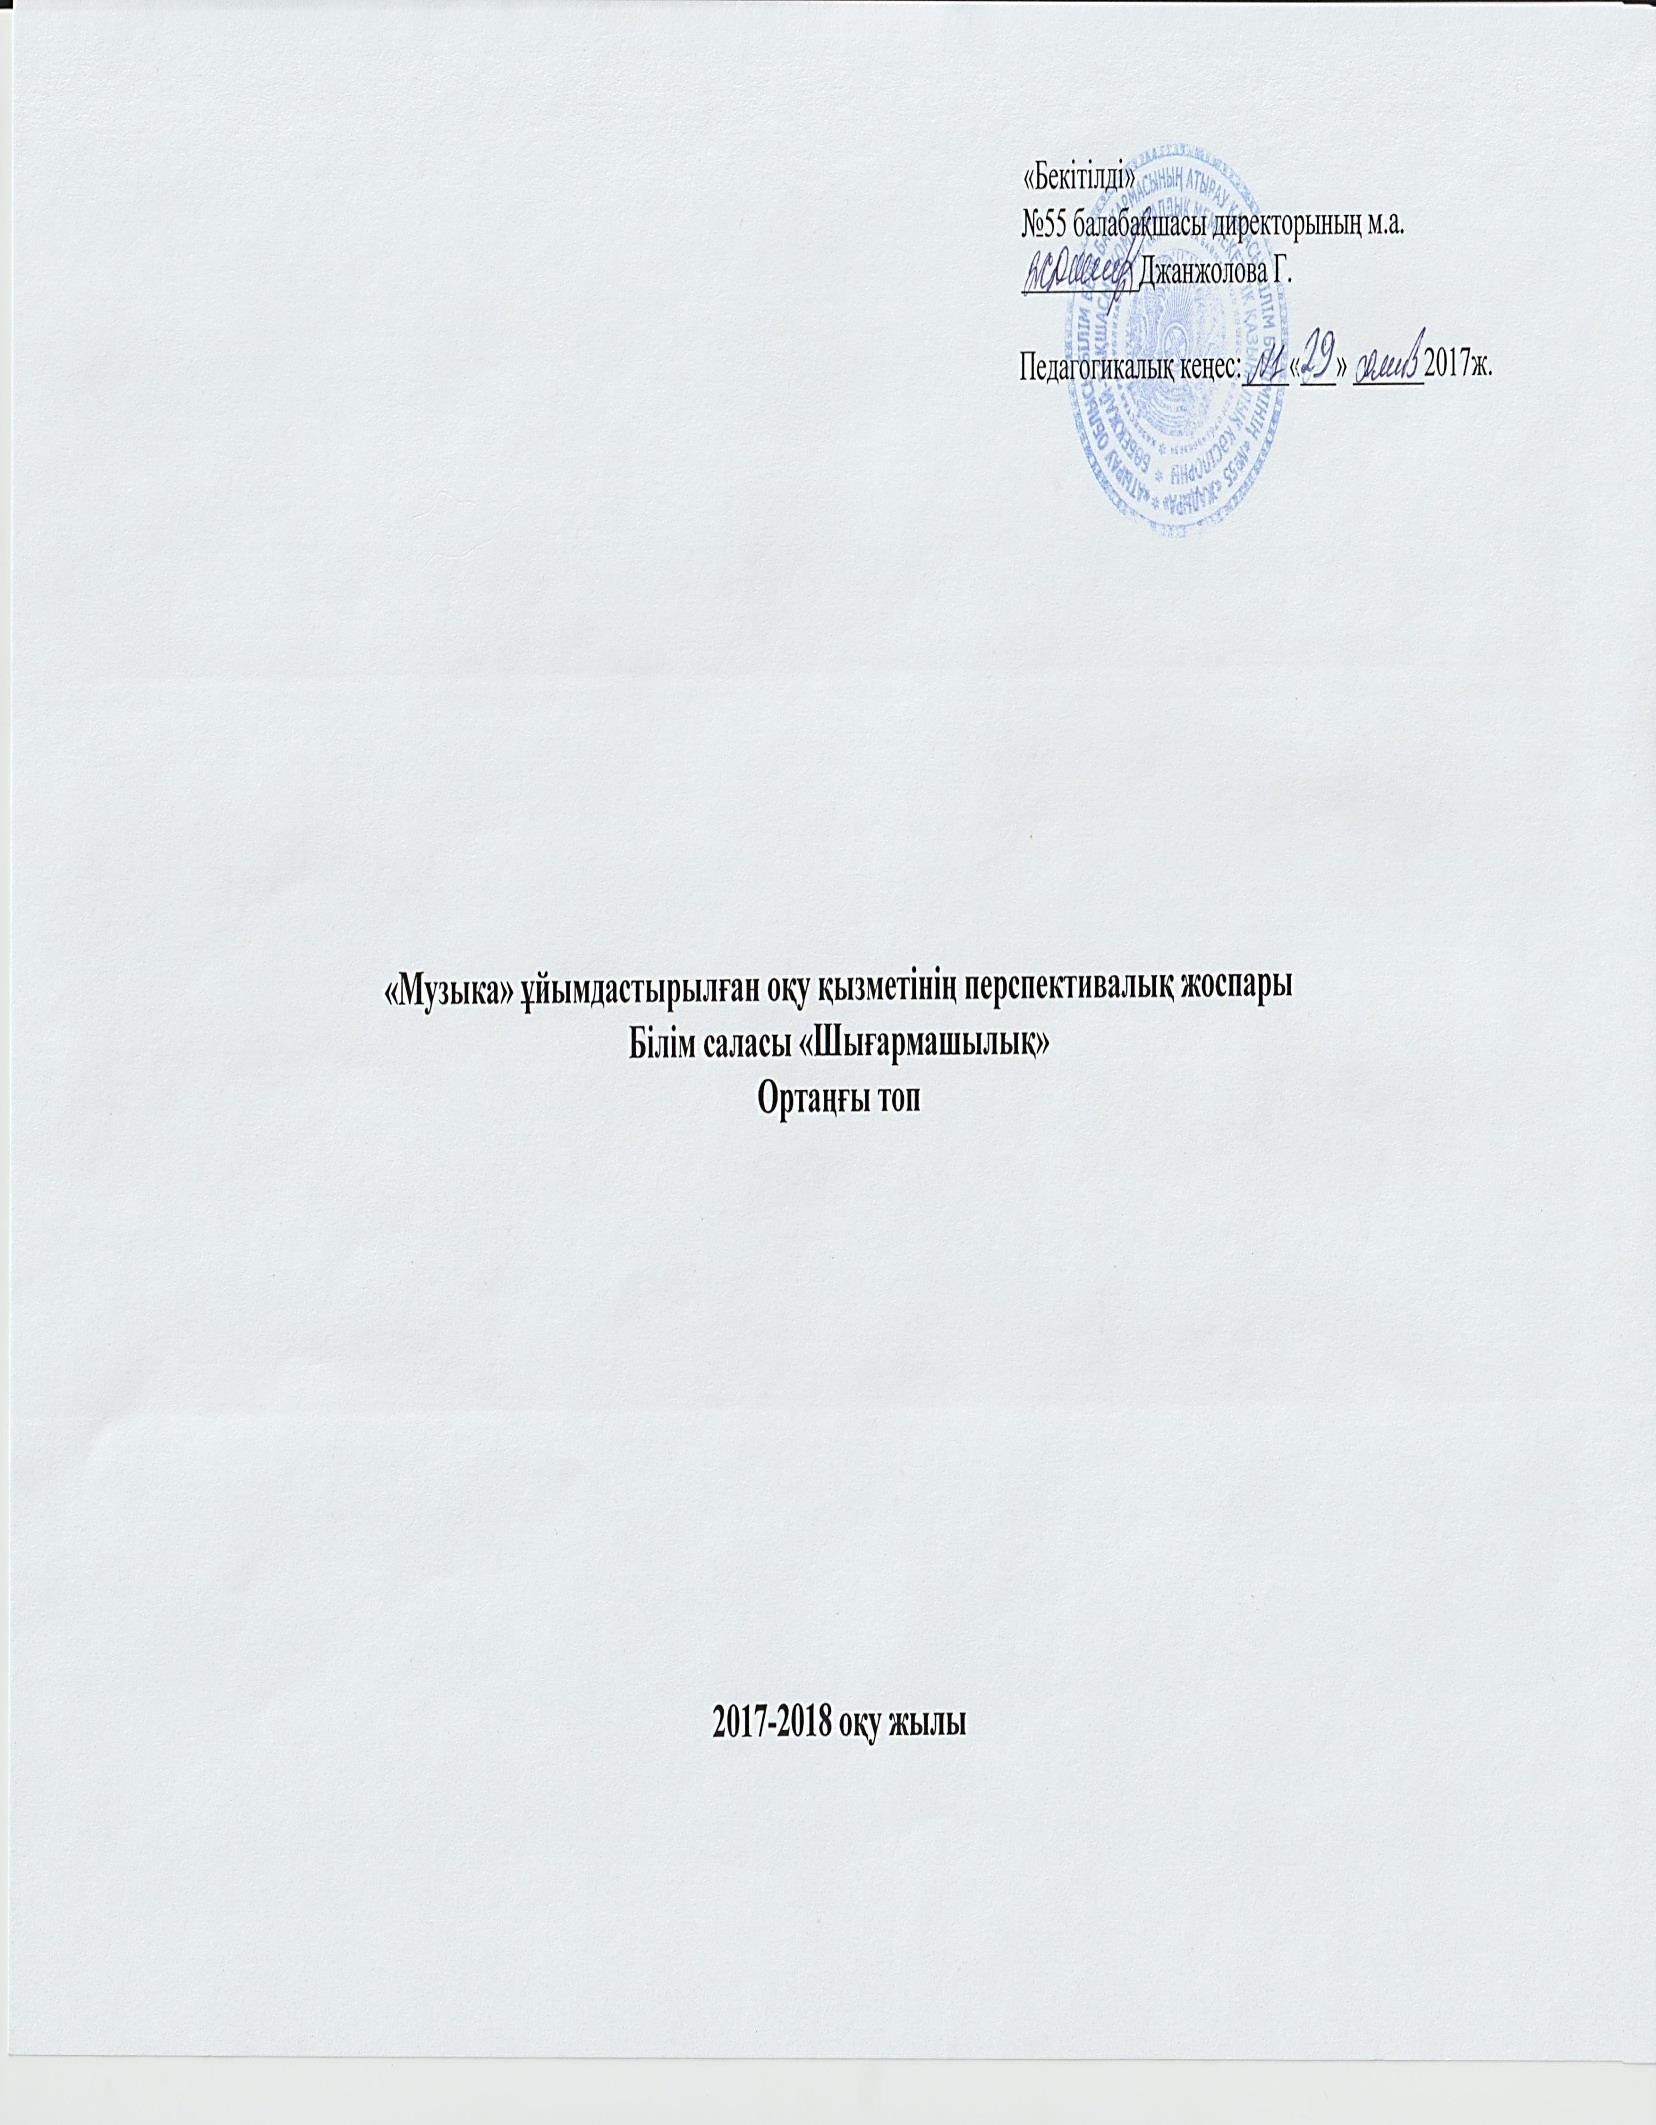 «Бекітілді»
№55 балабақшасы директорының м.а.
Джанжолова Г.
Педагогикалық кеңес: №1 «29» 2017ж.
«Музыка» ұйымдастырылған оқу қызметінің перспективалық жоспары
Білім саласы «Шығармашылық»
Ортаңғы топ
2017-2018 оқу жылы